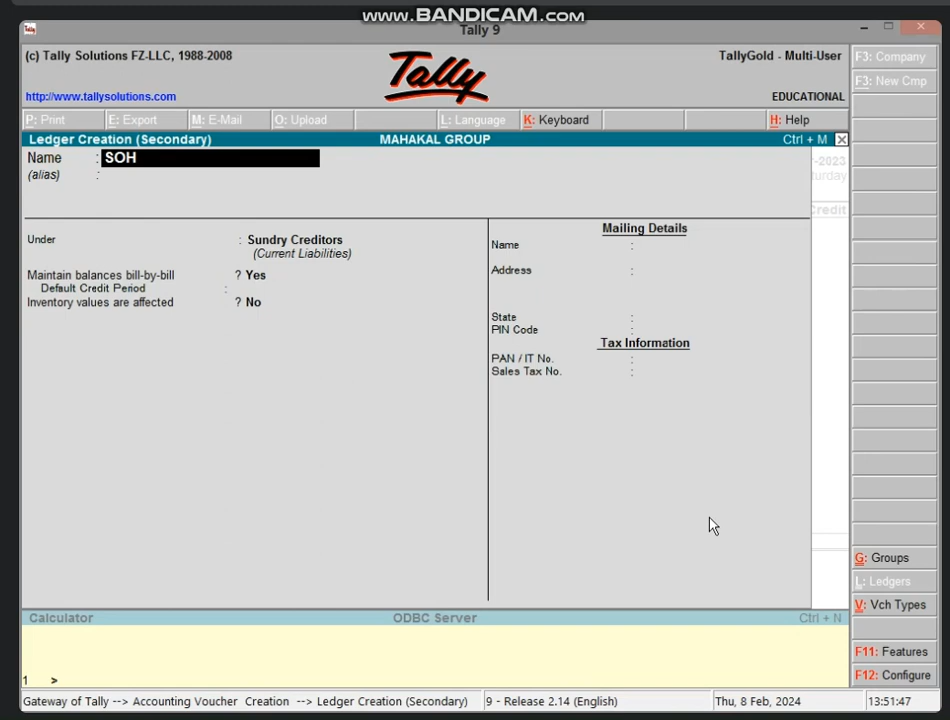 www.BANDICAM.com
Tally
Tally 9
(c) Tally Solutions FZ-LLC, 1988-2008
Tally
TallyGold - Multi-User
http://www.tallysolutions.com
EDUCATIONAL
F3: Company
F3: New Cmp
P: Print
E: Export
M: E-Mail
O: Upload
L: Language
K: Keyboard
H: Help
Ledger Creation (Secondary)
MAHAKAL GROUP
Ctrl + M
Name : SOH
(alias) :
-2023
urday
Credit
Under : Sundry Creditors
(Current Liabilities)
Maintain balances bill-by-bill ? Yes
Default Credit Period :
Inventory values are affected ? No
Mailing Details
Name :
Address :
State :
PIN Code :
Tax Information
PAN / IT No. :
Sales Tax No. :
G: Groups
L: Ledgers
V: Vch Types
F11: Features
F12: Configure
Calculator
ODBC Server
Ctrl + N
1 >
Gateway of Tally --> Accounting Voucher Creation --> Ledger Creation (Secondary)
9 - Release 2.14 (English)
Thu, 8 Feb, 2024
13:51:47